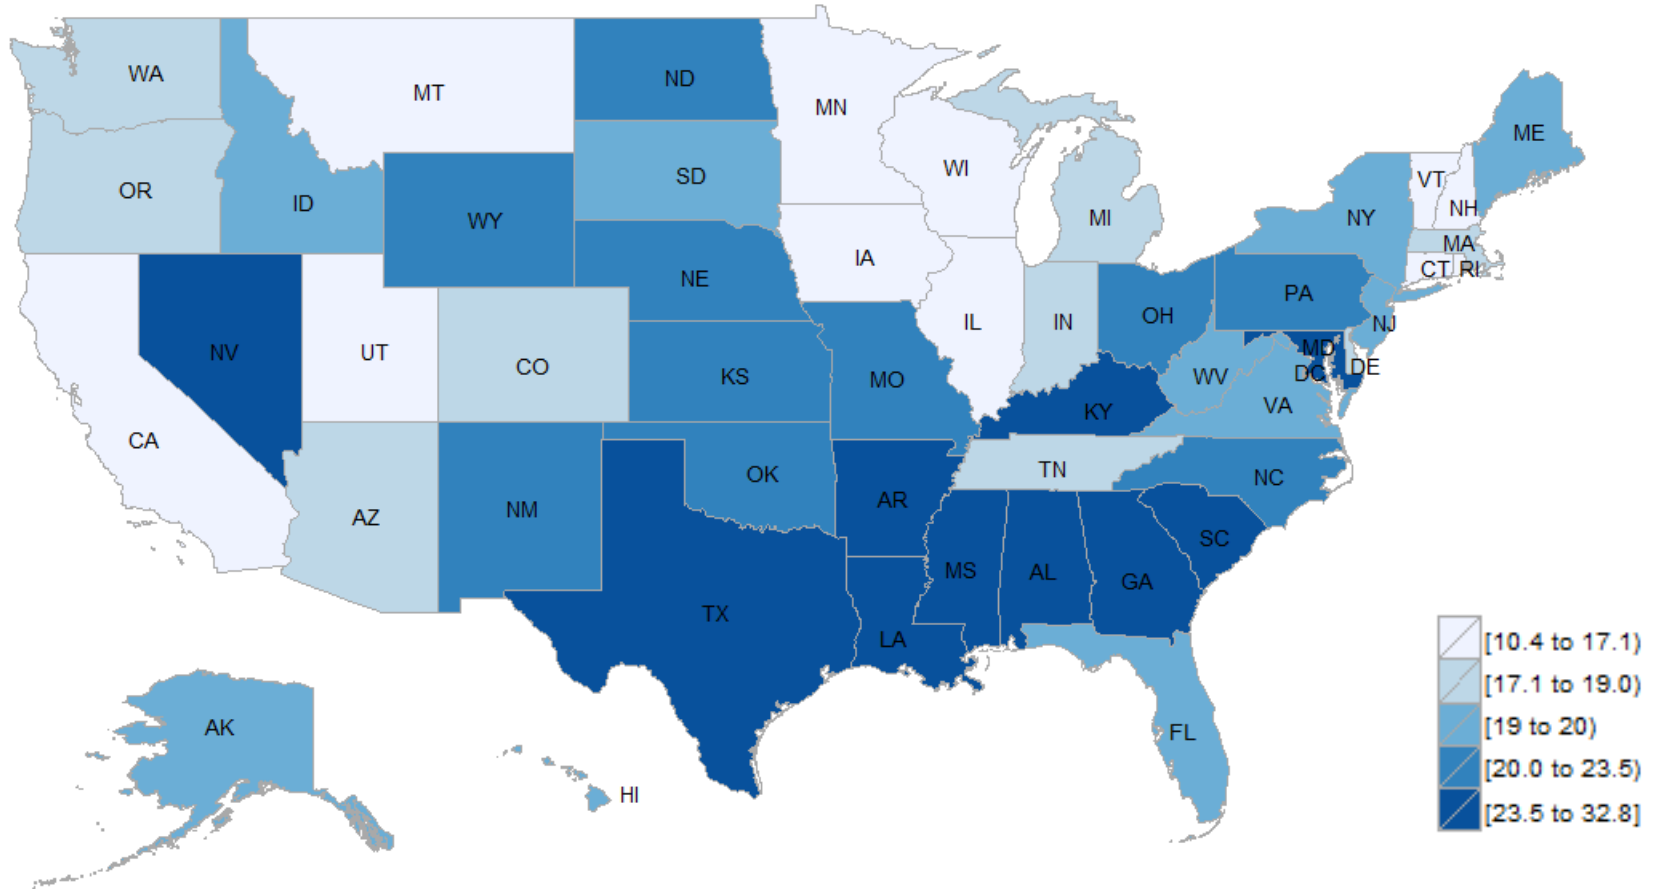 WA
MT
ND
MN
ME
OR
ID
WY
SD
WI
MI
NY
VT
NH
MA
CT
RI
NV
UT
CO
NE
IA
IL
IN
OH
PA
NJ
MD
DE
DC
CA
KS
MO
KY
WV
VA
AZ
NM
OK
AR
TN
NC
TX
LA
MS
AL
GA
SC
FL
AK
HI
[10.4 to 17.1)
[17.1 to 19.0)
[19 to 20)
[20.0 to 23.5)
[23.5 to 32.8]